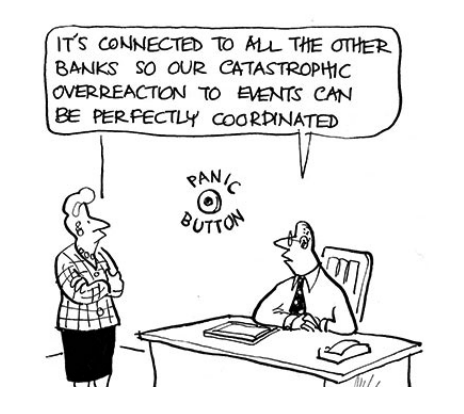 IT'S CONNECTED TO ALL THE OTHER
BANKS SO OUR CATASTROPHIC
OVERREACTION TO EVENTS CAN
BE PERFECTLY COORDINATED
PANIC
BUTTON